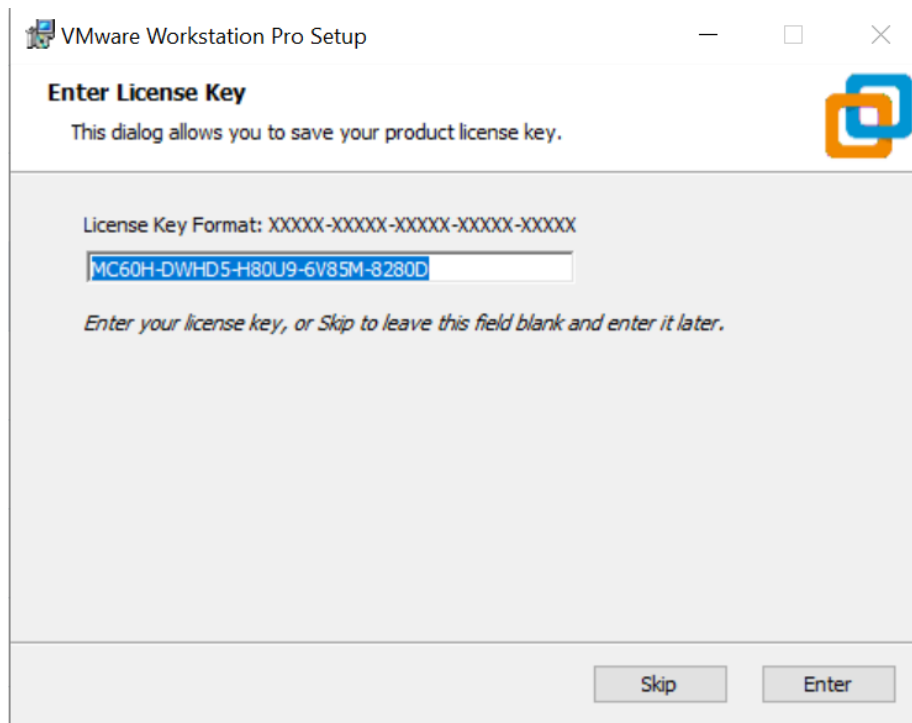 VMware Workstation Pro Setup
Enter License Key
This dialog allows you to save your product license key.
License Key Format: XXXXX-XXXXX-XXXXX-XXXXX-XXXXX
MC60H-DWHD5-H80U9-6V85M-8280D
Enter your license key, or Skip to leave this field blank and enter it later.
Skip Enter